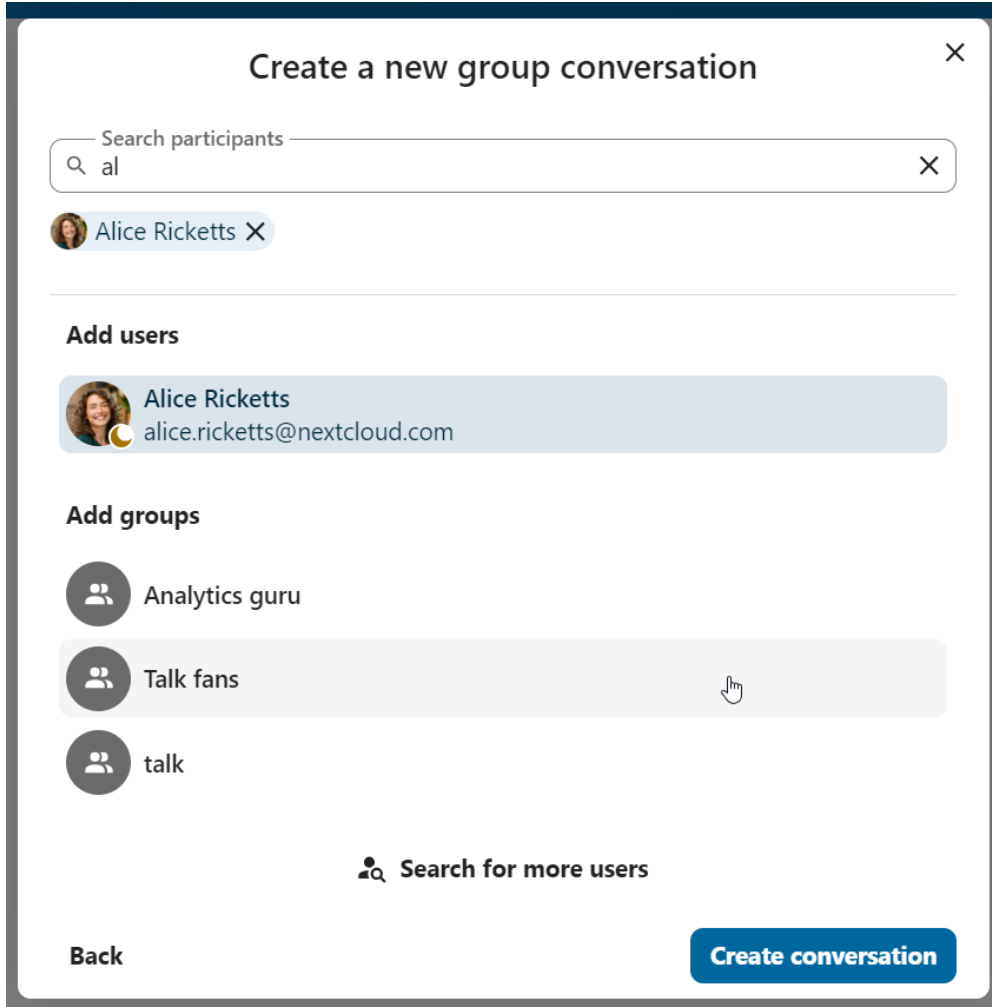 Create a new group conversation
Search participants
al
Alice Ricketts
Add users
Alice Ricketts
alice.ricketts@nextcloud.com
Add groups
Analytics guru
Talk fans
talk
Search for more users
Back
Create conversation